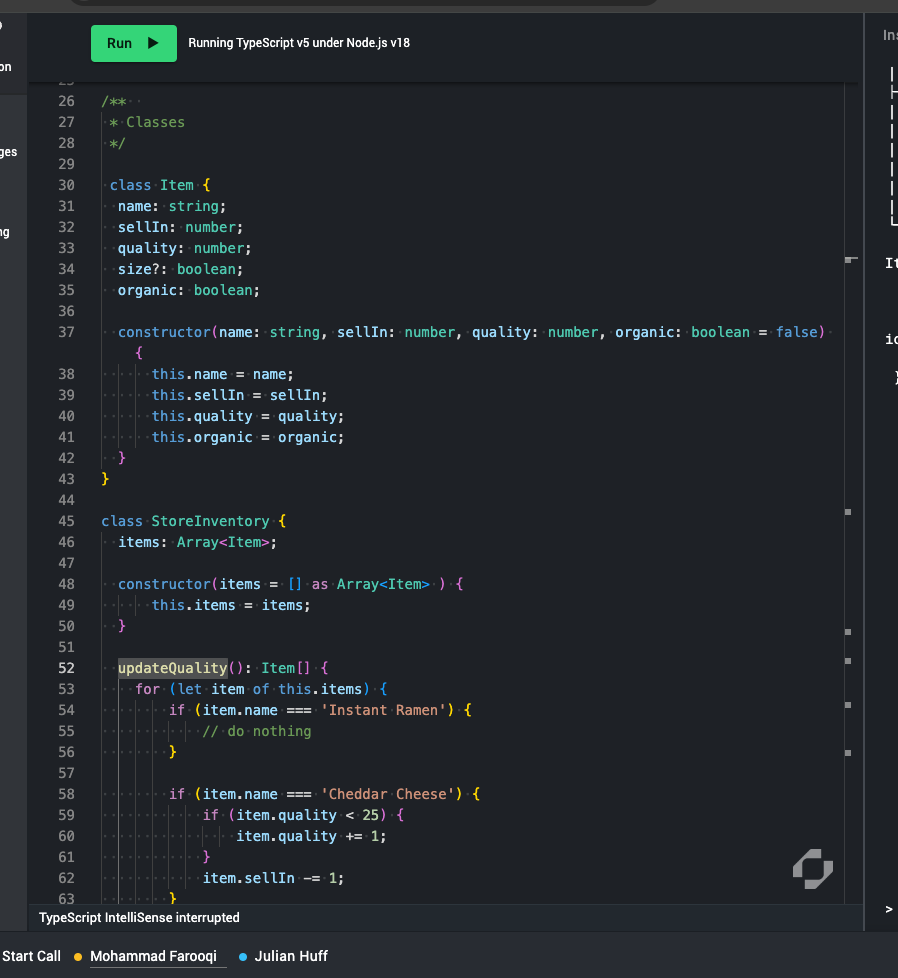 Run
Running TypeScript v5 under Node.js v18
26 /**
27 * Classes
28 */
29
30 class Item {
31 name: string;
32 sellIn: number;
33 quality: number;
34 size?: boolean;
35 organic: boolean;
36
37 constructor(name: string, sellIn: number, quality: number, organic: boolean = false)
{
38 this.name = name;
39 this.sellIn = sellIn;
40 this.quality = quality;
41 this.organic = organic;
42 }
43 }
44
45 class StoreInventory {
46 items: Array<Item>;
47
48 constructor(items = [] as Array<Item> ) {
49 this.items = items;
50 }
51
52 updateQuality(): Item[] {
53 for (let item of this.items) {
54 if (item.name === 'Instant Ramen') {
55 // do nothing
56 }
57
58 if (item.name === 'Cheddar Cheese') {
59 if (item.quality < 25) {
60 item.quality += 1;
61 }
62 item.sellIn -= 1;
63 }
TypeScript IntelliSense interrupted
>
Start Call Mohammad Farooqi Julian Huff